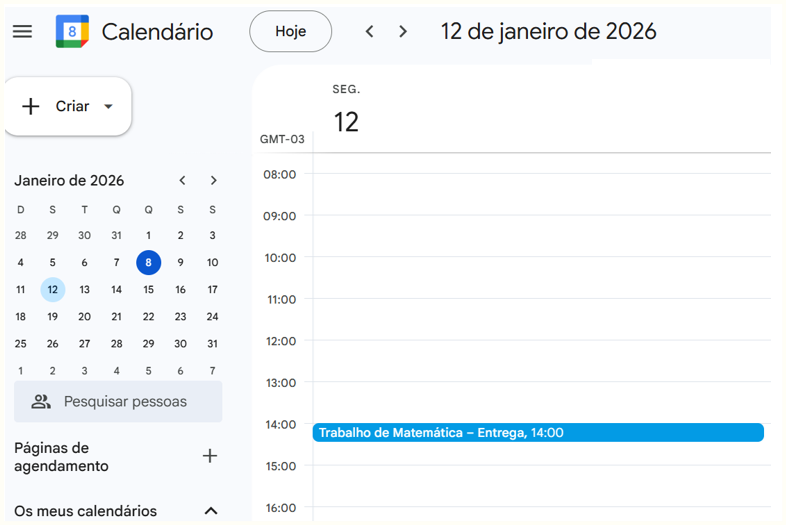 8 Calendário Hoje 12 de janeiro de 2026
Criar
Janeiro de 2026
D S T Q Q S S
28 29 30 31 1 2 3
4 5 6 7 8 9 10
11 12 13 14 15 16 17
18 19 20 21 22 23 24
25 26 27 28 29 30 31
1 2 3 4 5 6 7
Pesquisar pessoas
Páginas de
agendamento
Os meus calendários
SEG.
12
GMT-03
08:00
09:00
10:00
11:00
12:00
13:00
14:00
Trabalho de Matemática – Entrega, 14:00
15:00
16:00